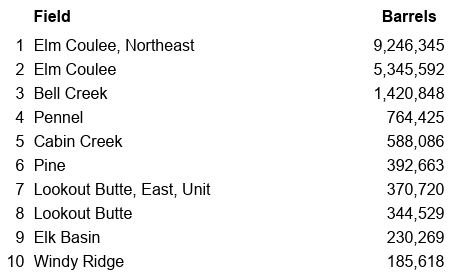 Field Barrels
1 Elm Coulee, Northeast 9,246,345
2 Elm Coulee 5,345,592
3 Bell Creek 1,420,848
4 Pennel 764,425
5 Cabin Creek 588,086
6 Pine 392,663
7 Lookout Butte, East, Unit 370,720
8 Lookout Butte 344,529
9 Elk Basin 230,269
10 Windy Ridge 185,618